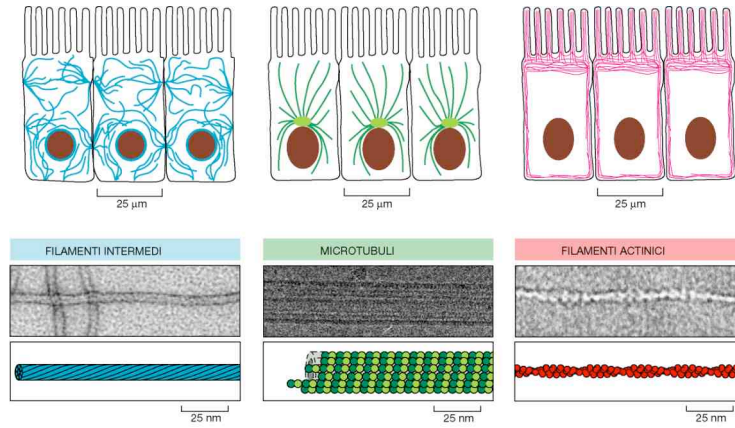 25 µm
25 µm
25 µm
FILAMENTI INTERMEDI
MICROTUBULI
FILAMENTI ACTINICI
25 nm
25 nm
25 nm